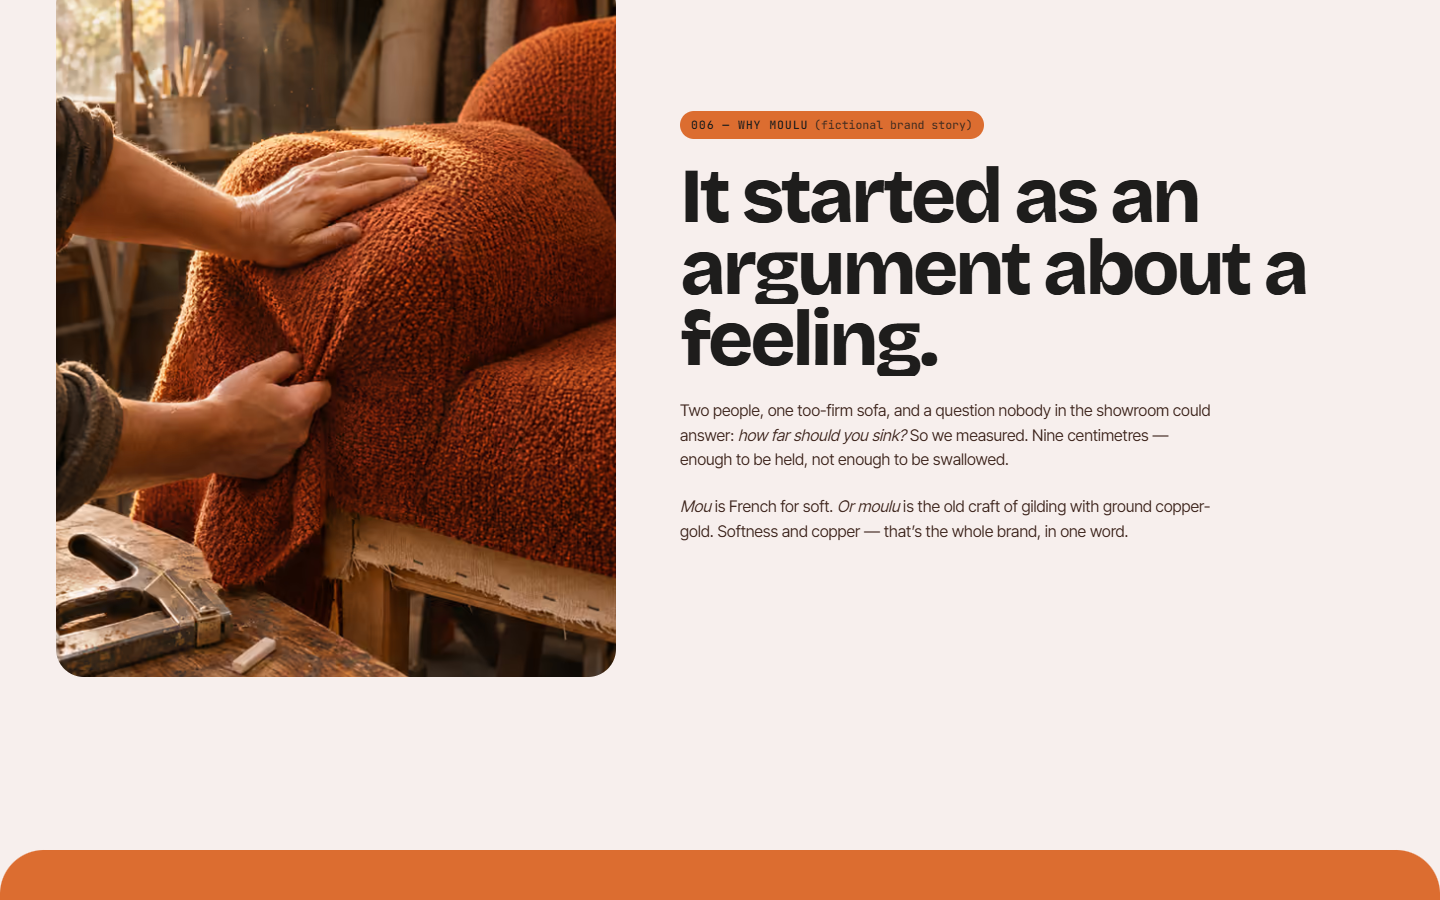 006 — WHY MOULU (fictional brand story)
It started as an
argument about a
feeling.
Two people, one too-firm sofa, and a question nobody in the showroom could
answer: how far should you sink? So we measured. Nine centimetres —
enough to be held, not enough to be swallowed.
Mou is French for soft. Or moulu is the old craft of gilding with ground copper-
gold. Softness and copper — that’s the whole brand, in one word.